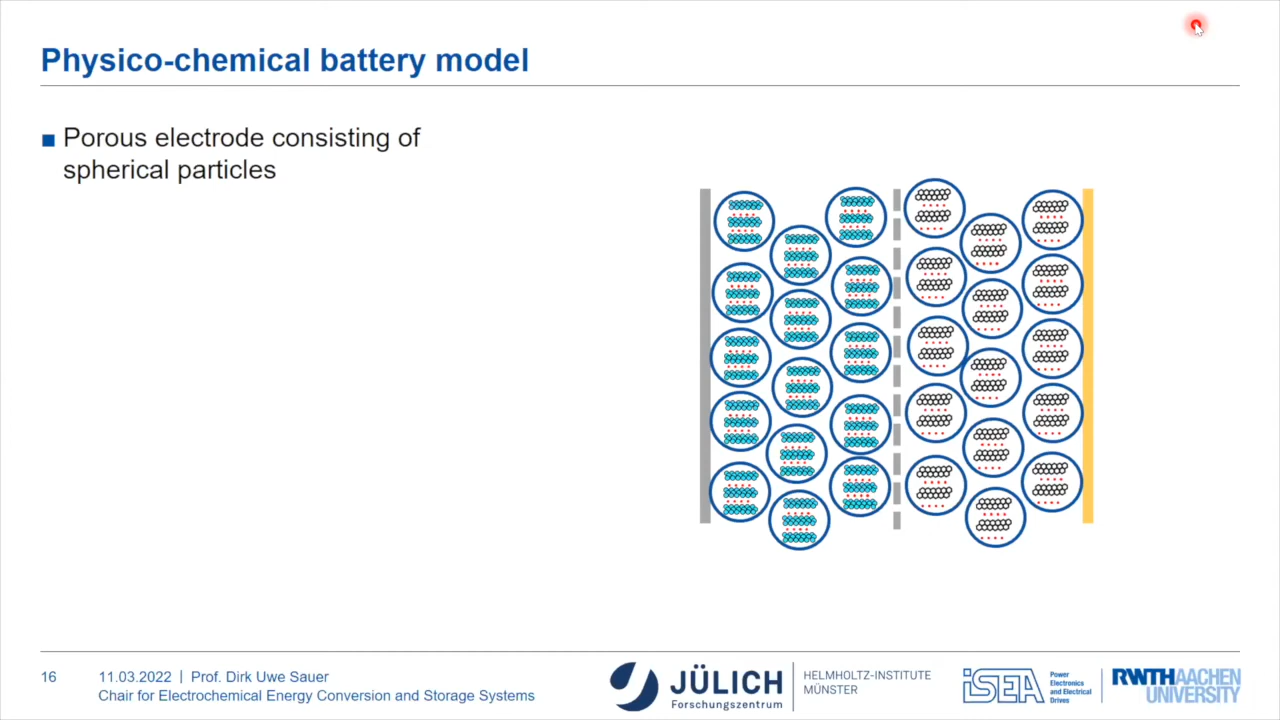 Physico-chemical battery model
Porous electrode consisting of
spherical particles
16
11.03.2022 | Prof. Dirk Uwe Sauer
Chair for Electrochemical Energy Conversion and Storage Systems
JÜLICH
Forschungszentrum
HELMHOLTZ-INSTITUTE
MÜNSTER
iSEA
Power
Electronics
and Electrical
Drives
RWTHAACHEN
UNIVERSITY